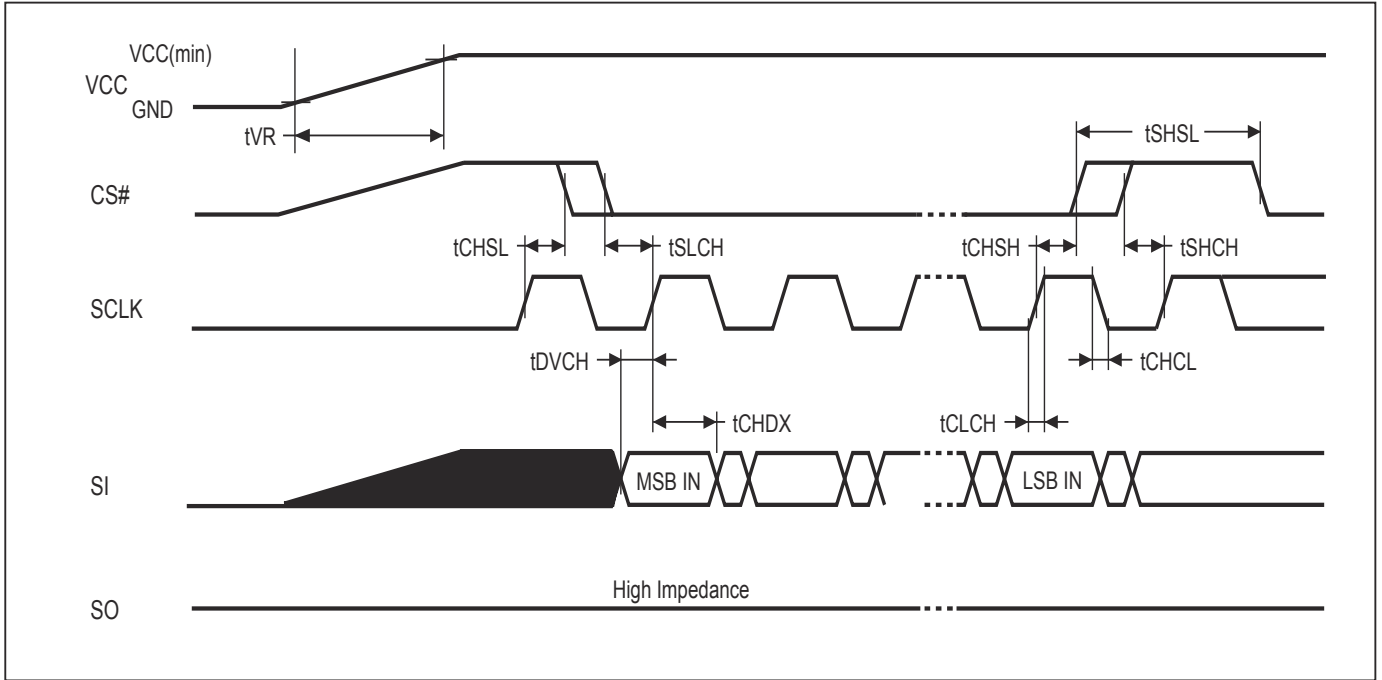 VCC(min)
VCC
GND
tVR
tSHSL
CS#
tCHSL
tSLCH
tCHSH
tSHCH
SCLK
tDVCH
tCHCL
tCHDX
tCLCH
SI
MSB IN
LSB IN
High Impedance
SO